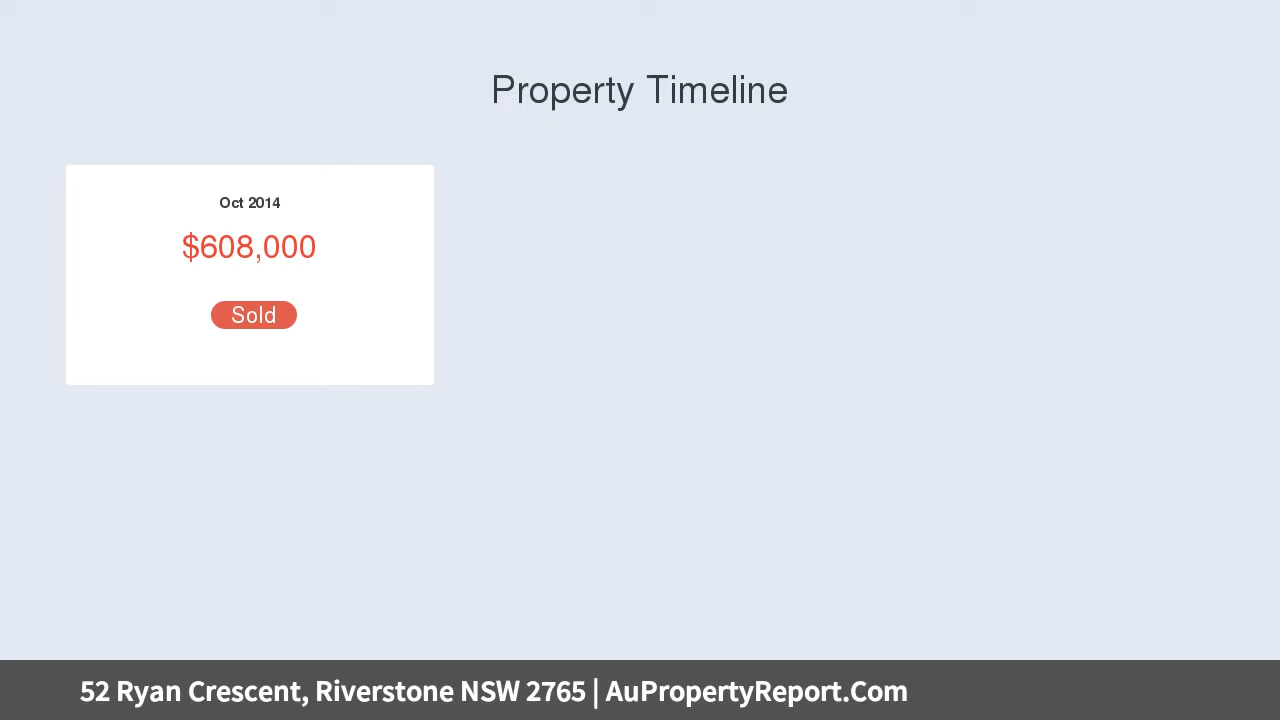 Property Timeline
Oct 2014
$608,000
Sold
52 Ryan Crescent, Riverstone NSW 2765 | AuPropertyReport.Com